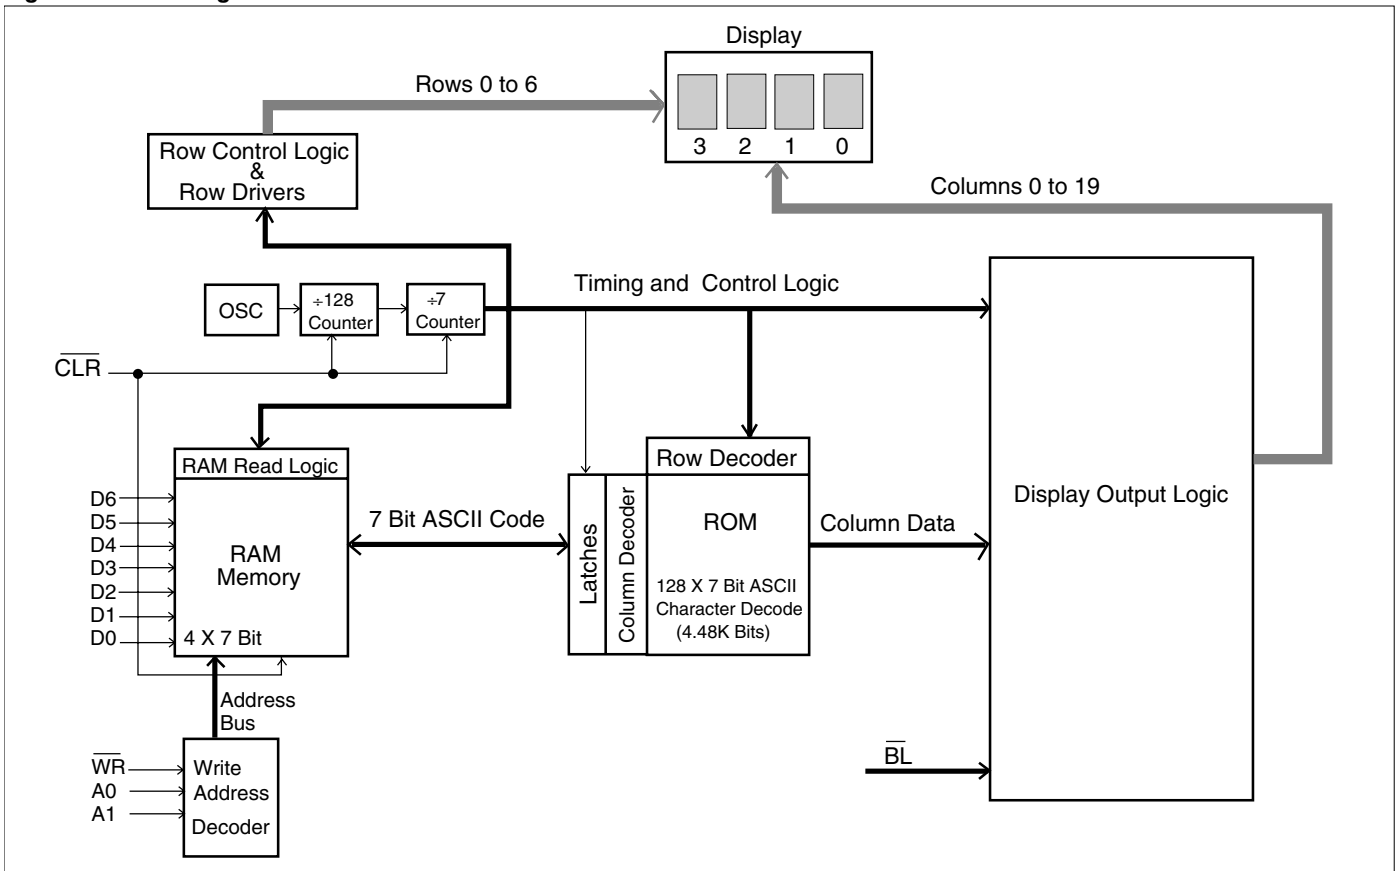 Display
Rows 0 to 6
3 2 1 0
Row Control Logic
&
Row Drivers
Columns 0 to 19
Timing and Control Logic
OSC
÷128
Counter
÷7
Counter
C̅L̅R̅
RAM Read Logic
D6
D5
D4
D3
D2
D1
D0
RAM
Memory
4 X 7 Bit
7 Bit ASCII Code
Latches
Column Decoder
Row Decoder
ROM
128 X 7 Bit ASCII
Character Decode
(4.48K Bits)
Column Data
Display Output Logic
Address
Bus
W̅R̅
A0
A1
Write
Address
Decoder
B̅L̅